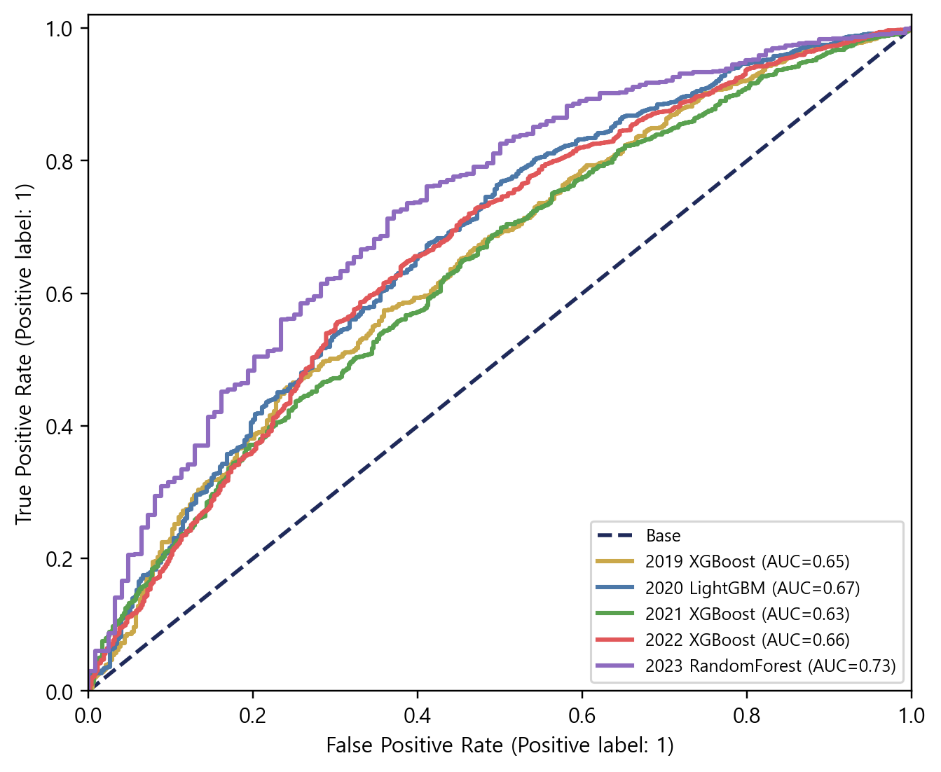 1.0
0.8
0.6
0.4
0.2
0.0
True Positive Rate (Positive label: 1)
Base
2019 XGBoost (AUC=0.65)
2020 LightGBM (AUC=0.67)
2021 XGBoost (AUC=0.63)
2022 XGBoost (AUC=0.66)
2023 RandomForest (AUC=0.73)
0.0 0.2 0.4 0.6 0.8 1.0
False Positive Rate (Positive label: 1)